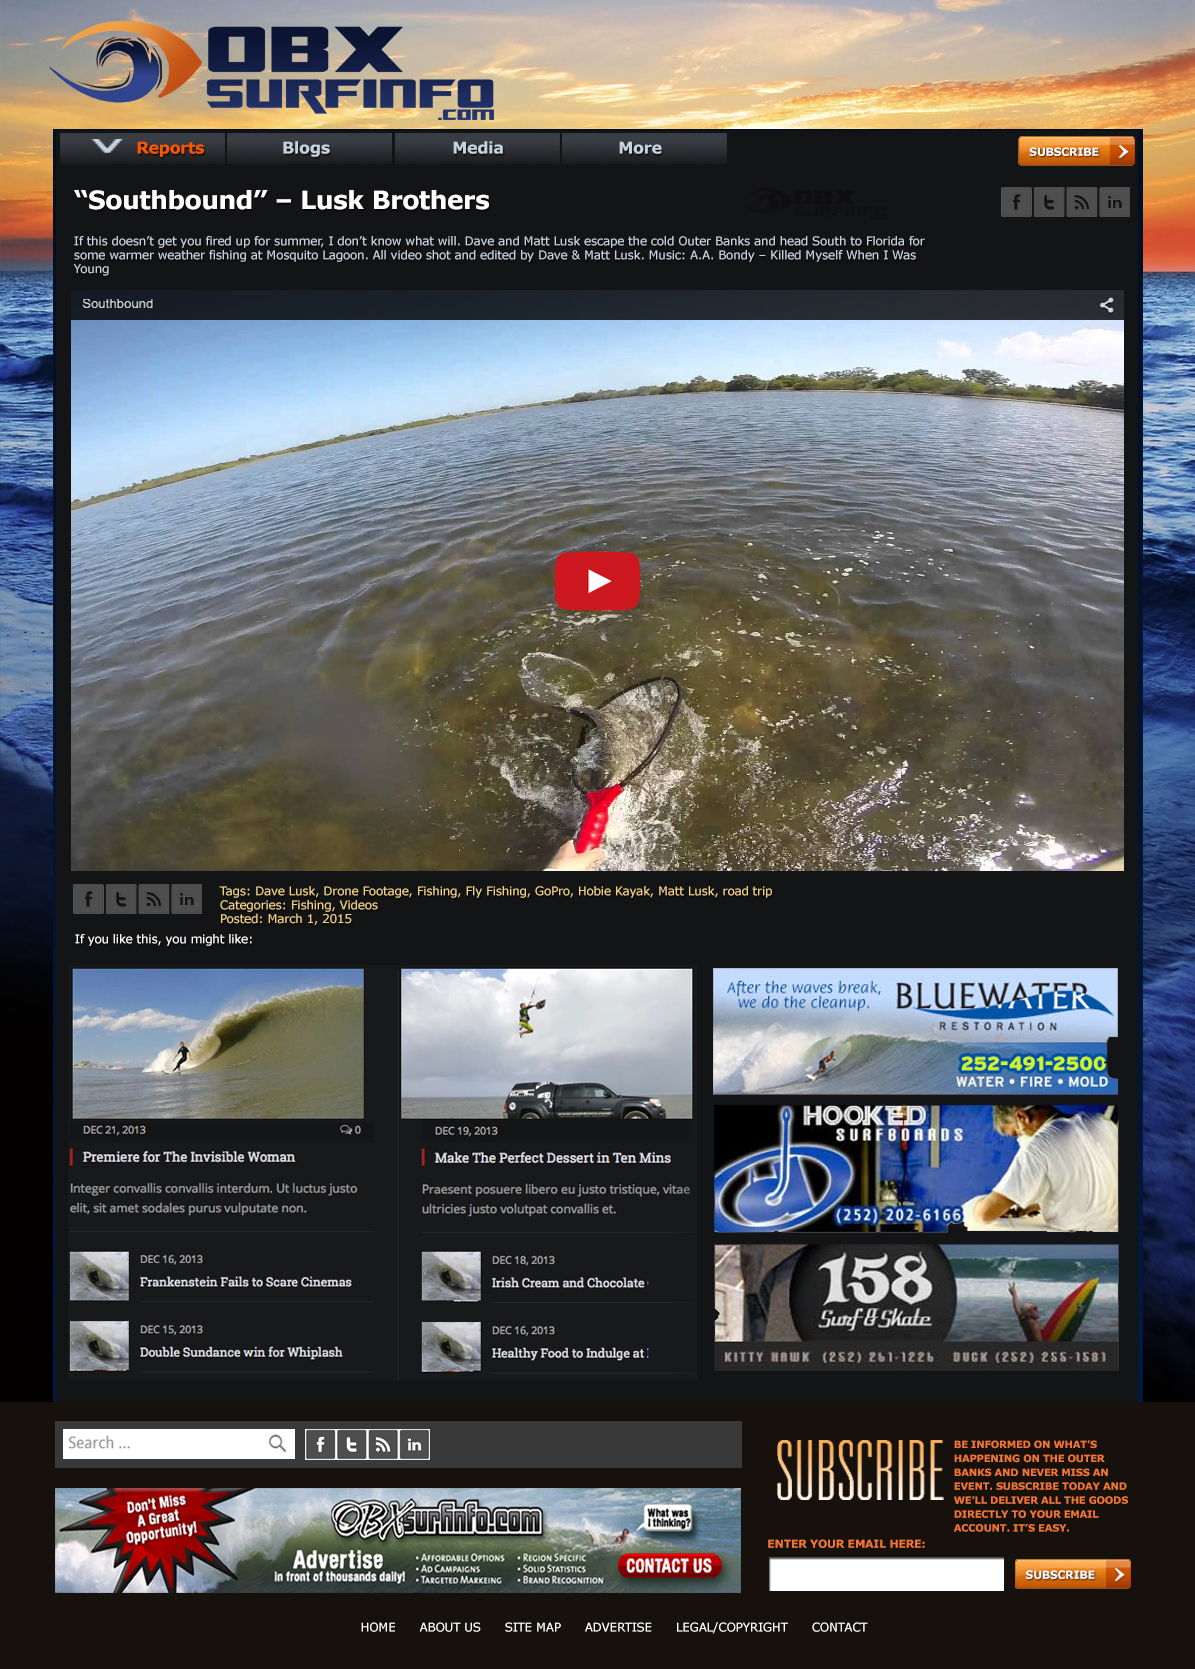 OBX
SURFINFO
.com
Reports
Blogs
Media
More
SUBSCRIBE
“Southbound” – Lusk Brothers
OBX
SURFINFO
If this doesn’t get you fired up for summer, I don’t know what will. Dave and Matt Lusk escape the cold Outer Banks and head South to Florida for
some warmer weather fishing at Mosquito Lagoon. All video shot and edited by Dave & Matt Lusk. Music: A.A. Bondy – Killed Myself When I Was
Young
Southbound
Tags: Dave Lusk, Drone Footage, Fishing, Fly Fishing, GoPro, Hobie Kayak, Matt Lusk, road trip
Categories: Fishing, Videos
Posted: March 1, 2015
If you like this, you might like:
DEC 21, 2013
0
Premiere for The Invisible Woman
Integer convallis convallis interdum. Ut luctus justo
elit, sit amet sodales purus vulputate non.
DEC 16, 2013
Frankenstein Fails to Scare Cinemas
DEC 15, 2013
Double Sundance win for Whiplash
DEC 19, 2013
Make The Perfect Dessert in Ten Mins
Praesent posuere libero eu justo tristique, vitae
ultricies justo volutpat convallis et.
DEC 18, 2013
Irish Cream and Chocolate
DEC 16, 2013
Healthy Food to Indulge at
After the waves break,
we do the cleanup.
BLUEWATER
RESTORATION
252-491-2500
WATER • FIRE • MOLD
HOOKED
SURFBOARDS
(252) 202-6166
158
Surf & Skate
KITTY HAWK (252) 261-1226 DUCK (252) 255-1581
Search ...
Don't Miss
A Great
Opportunity!
OBXsurfinfo.com
What was
I thinking?
Advertise
in front of thousands daily!
• AFFORDABLE OPTIONS
• AD CAMPAIGNS
• TARGETED MARKEING
• REGION SPECIFIC
• SOLID STATISTICS
• BRAND RECOGNITION
CONTACT US
SUBSCRIBE
BE INFORMED ON WHAT’S
HAPPENING ON THE OUTER
BANKS AND NEVER MISS AN
EVENT. SUBSCRIBE TODAY AND
WE’LL DELIVER ALL THE GOODS
DIRECTLY TO YOUR EMAIL
ACCOUNT. IT’S EASY.
ENTER YOUR EMAIL HERE:
SUBSCRIBE
HOME ABOUT US SITE MAP ADVERTISE LEGAL/COPYRIGHT CONTACT